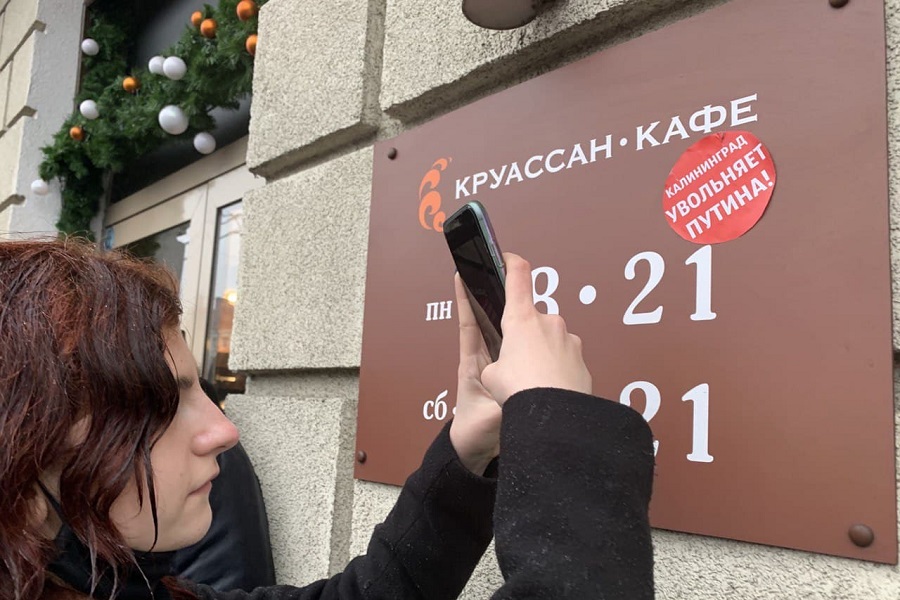 КРУАССАН • КАФЕ
КАЛИНИНГРАД
УВОЛЬНЯЕТ
ПУТИНА!
пн 8 • 21
сб 21